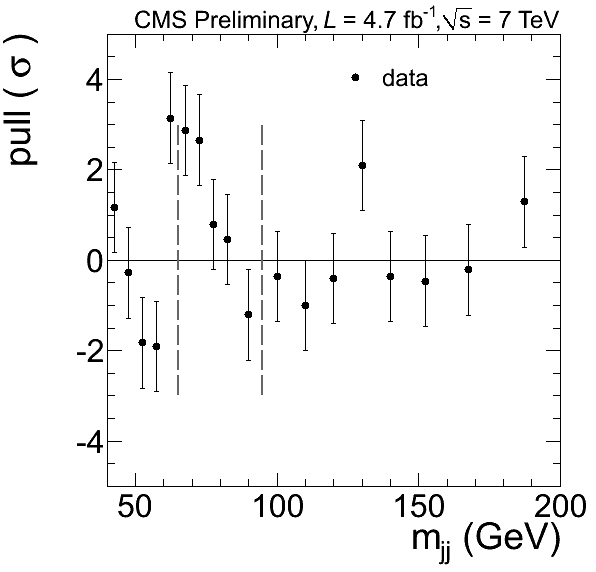 CMS Preliminary, L = 4.7 fb⁻¹,√s = 7 TeV
pull ( σ )
data
4
2
0
-2
-4
50 100 150 200
m_jj (GeV)